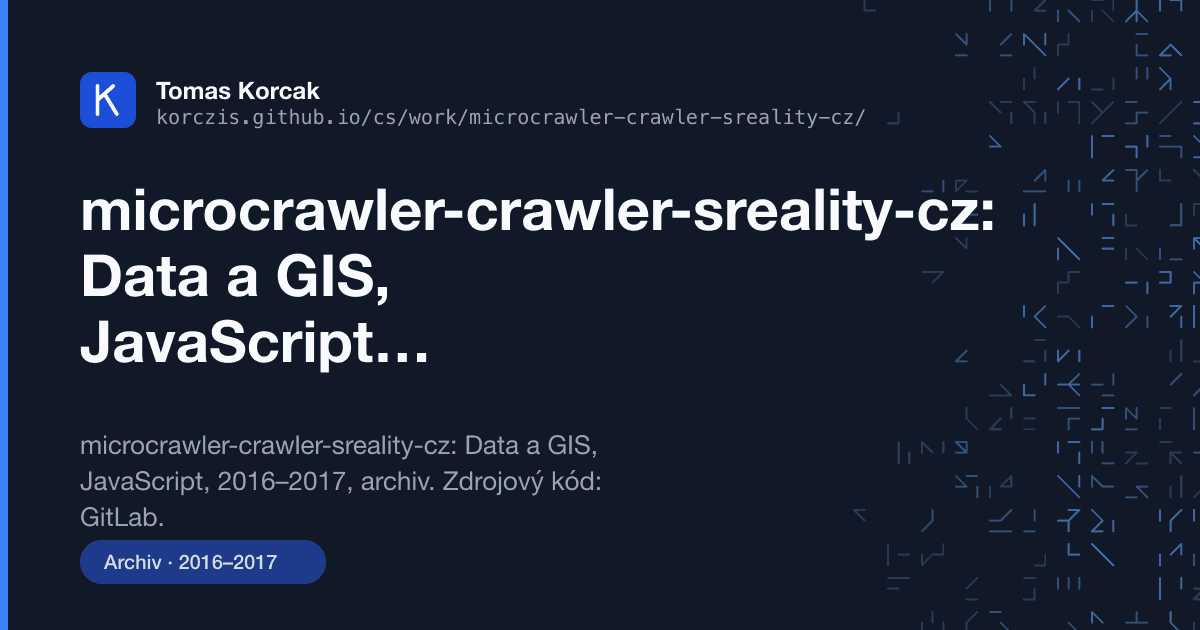 K
Tomas Korcak
korczis.github.io/cs/work/microcrawler-crawler-sreality-cz/
microcrawler-crawler-sreality-cz:
Data a GIS,
JavaScript…
microcrawler-crawler-sreality-cz: Data a GIS,
JavaScript, 2016–2017, archiv. Zdrojový kód:
GitLab.
Archiv · 2016–2017